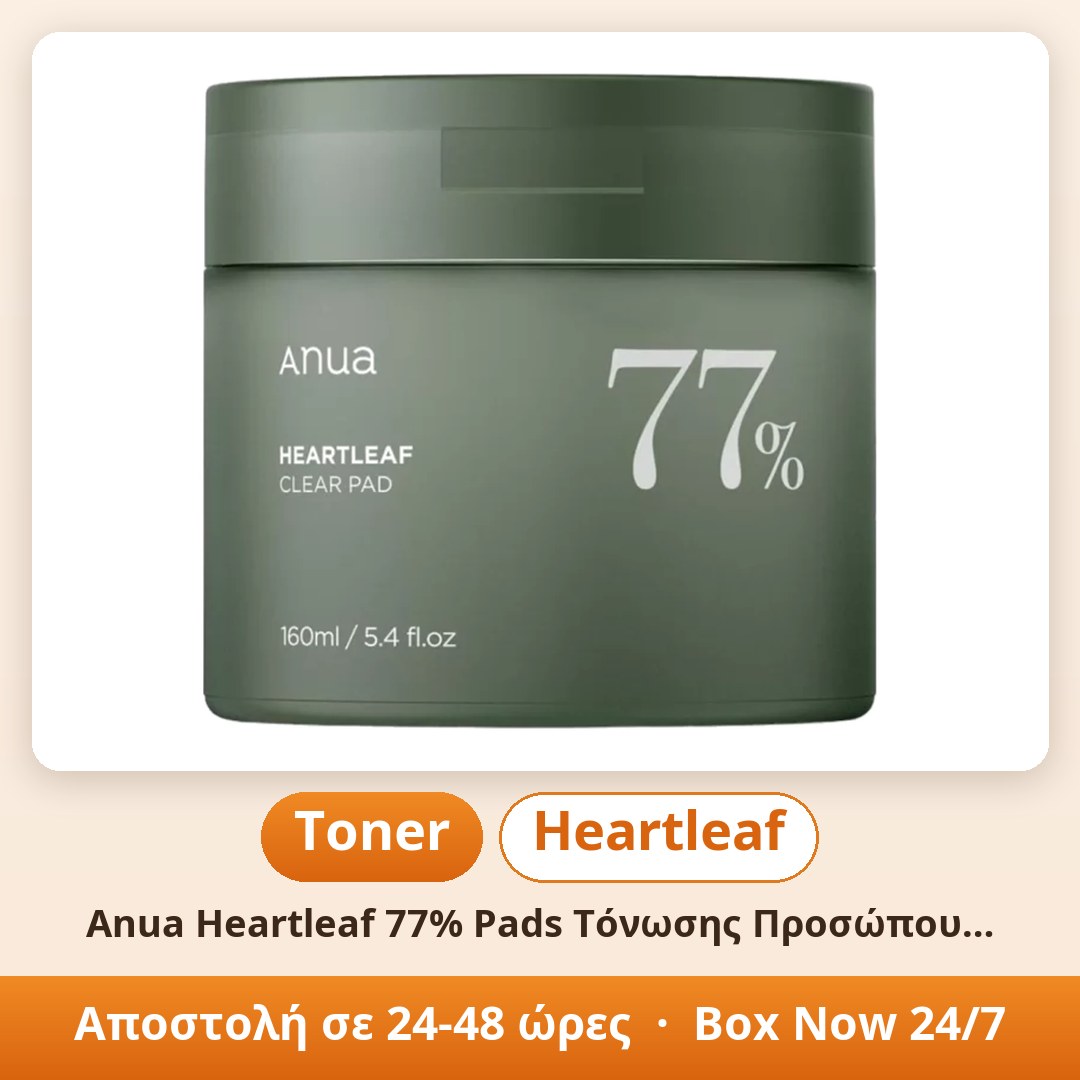 Anua
77%
HEARTLEAF
CLEAR PAD
160ml / 5.4 fl.oz
Toner
Heartleaf
Anua Heartleaf 77% Pads Τόνωσης Προσώπου...
Αποστολή σε 24-48 ώρες · Box Now 24/7